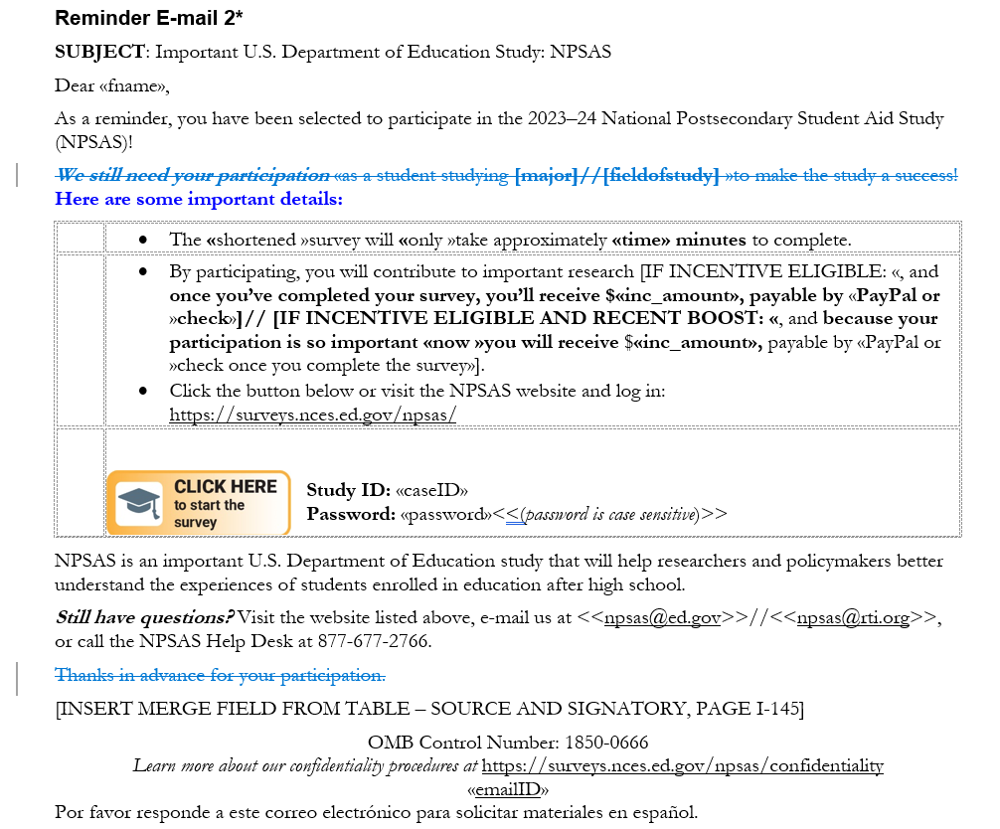 Reminder E-mail 2*
SUBJECT: Important U.S. Department of Education Study: NPSAS
Dear «fname»,
As a reminder, you have been selected to participate in the 2023–24 National Postsecondary Student Aid Study
(NPSAS)!
We still need your participation «as a student studying [major]//[fieldofstudy] »to make the study a success!
Here are some important details:
• The «shortened »survey will «only »take approximately «time» minutes to complete.
• By participating, you will contribute to important research [IF INCENTIVE ELIGIBLE: «, and
once you’ve completed your survey, you’ll receive $«inc_amount», payable by «PayPal or
»check»]// [IF INCENTIVE ELIGIBLE AND RECENT BOOST: «, and because your
participation is so important «now »you will receive $«inc_amount», payable by «PayPal or
»check once you complete the survey»].
• Click the button below or visit the NPSAS website and log in:
https://surveys.nces.ed.gov/npsas/
CLICK HERE
to start the
survey
Study ID: «caseID»
Password: «password»<<(password is case sensitive)>>
NPSAS is an important U.S. Department of Education study that will help researchers and policymakers better
understand the experiences of students enrolled in education after high school.
Still have questions? Visit the website listed above, e-mail us at <<npsas@ed.gov>>//<<npsas@rti.org>>,
or call the NPSAS Help Desk at 877-677-2766.
Thanks in advance for your participation.
[INSERT MERGE FIELD FROM TABLE – SOURCE AND SIGNATORY, PAGE I-145]
OMB Control Number: 1850-0666
Learn more about our confidentiality procedures at https://surveys.nces.ed.gov/npsas/confidentiality
«emailID»
Por favor responde a este correo electrónico para solicitar materiales en español.